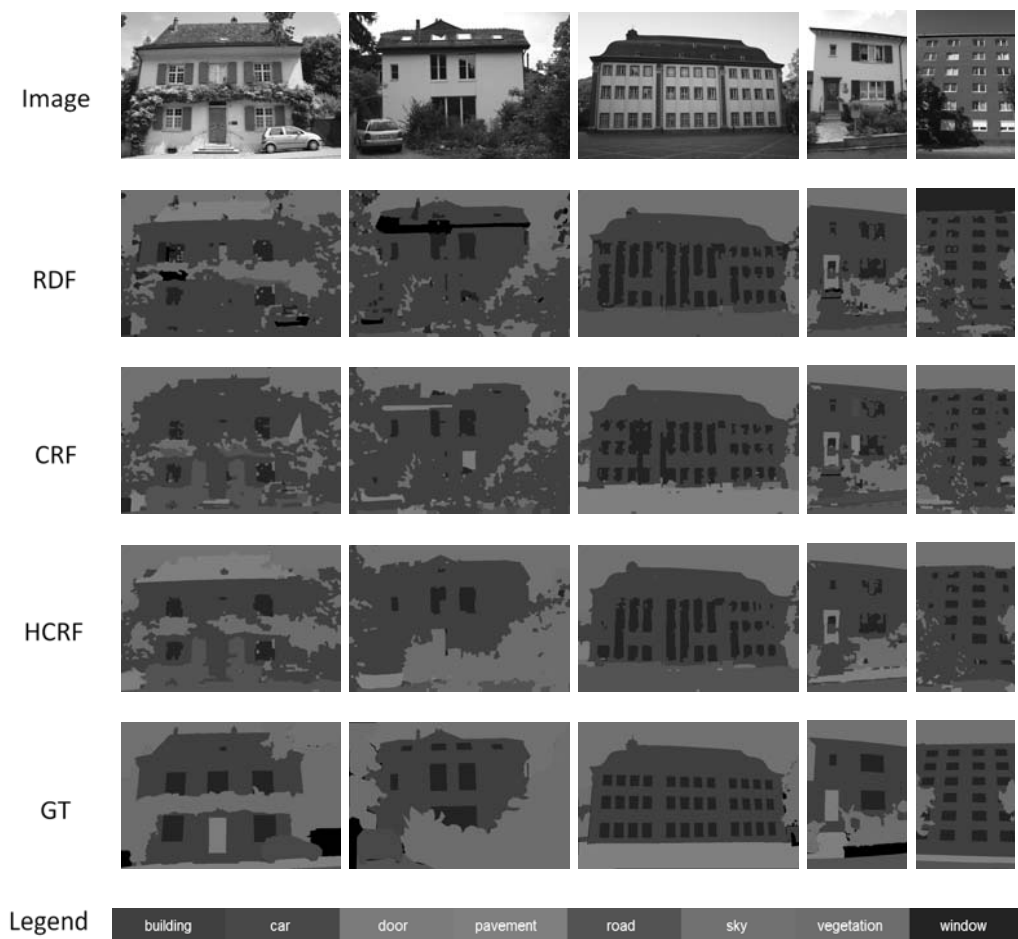 Image
RDF
CRF
HCRF
GT
Legend building car door pavement road sky vegetation window